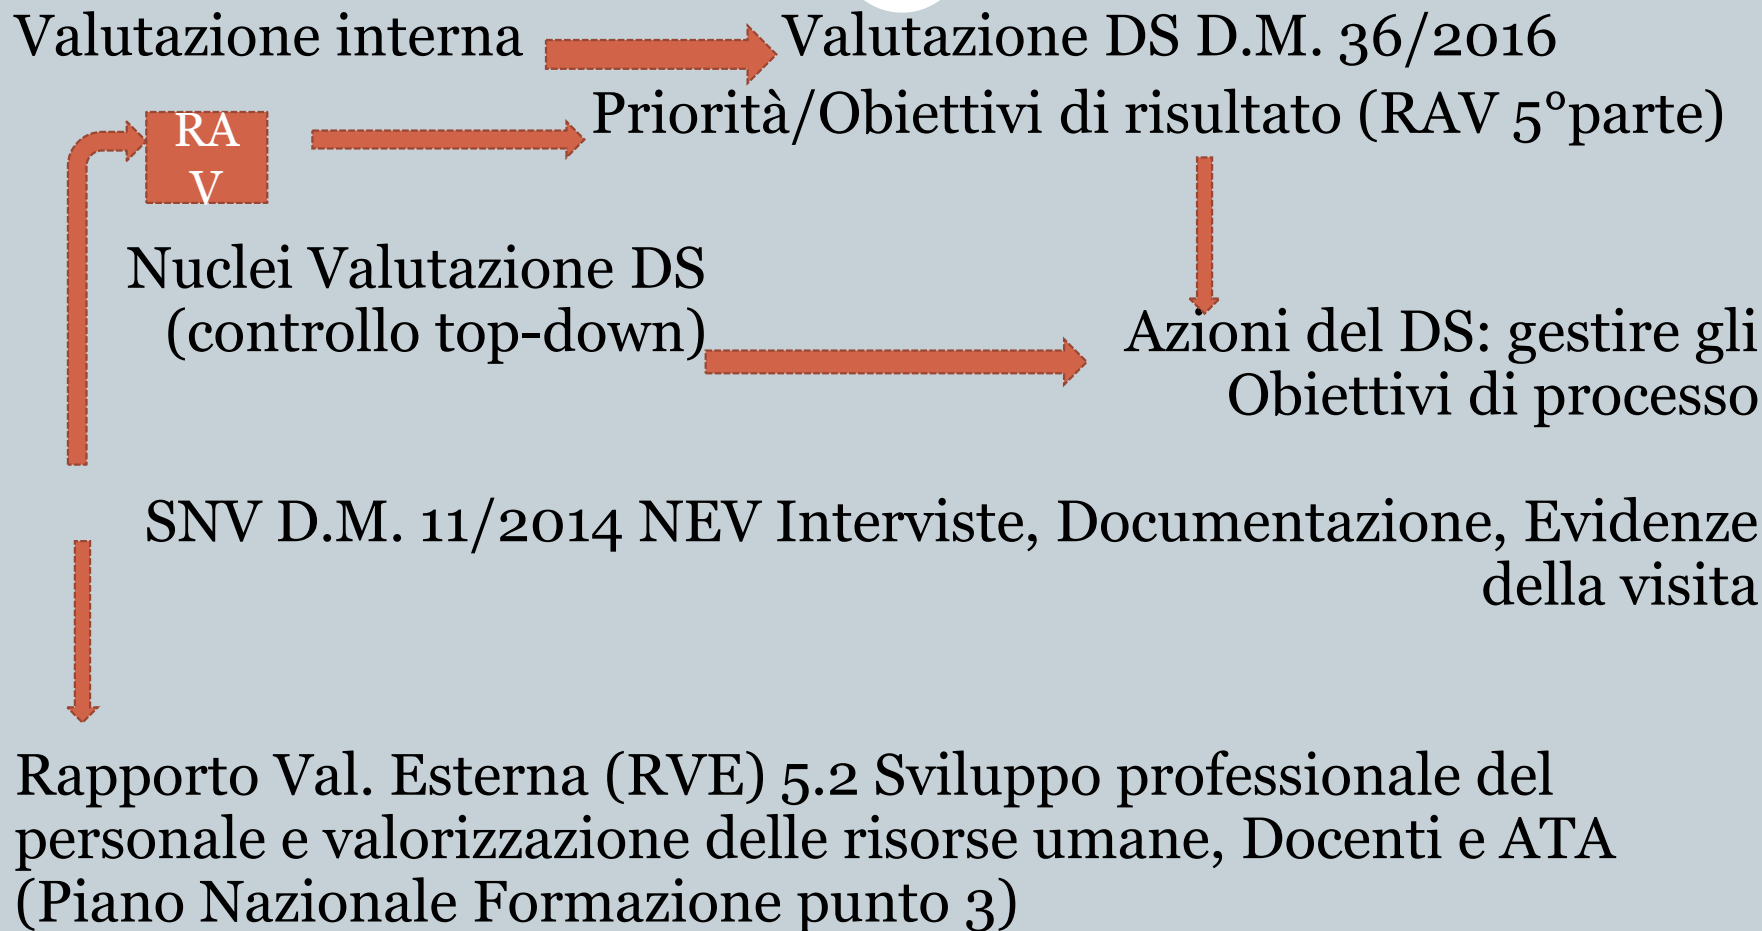 Valutazione interna Valutazione DS D.M. 36/2016
Priorità/Obiettivi di risultato (RAV 5°parte)
RA
V
Nuclei Valutazione DS
(controllo top-down)
Azioni del DS: gestire gli
Obiettivi di processo
SNV D.M. 11/2014 NEV Interviste, Documentazione, Evidenze
della visita
Rapporto Val. Esterna (RVE) 5.2 Sviluppo professionale del
personale e valorizzazione delle risorse umane, Docenti e ATA
(Piano Nazionale Formazione punto 3)